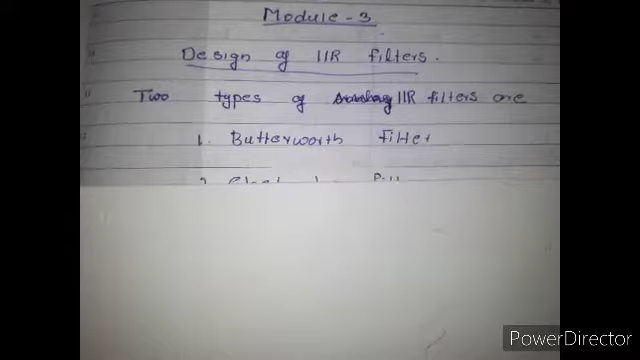 Module - 3
Design of IIR filters.
Two types of IIR filters are
1. Butterworth Filter
PowerDirector